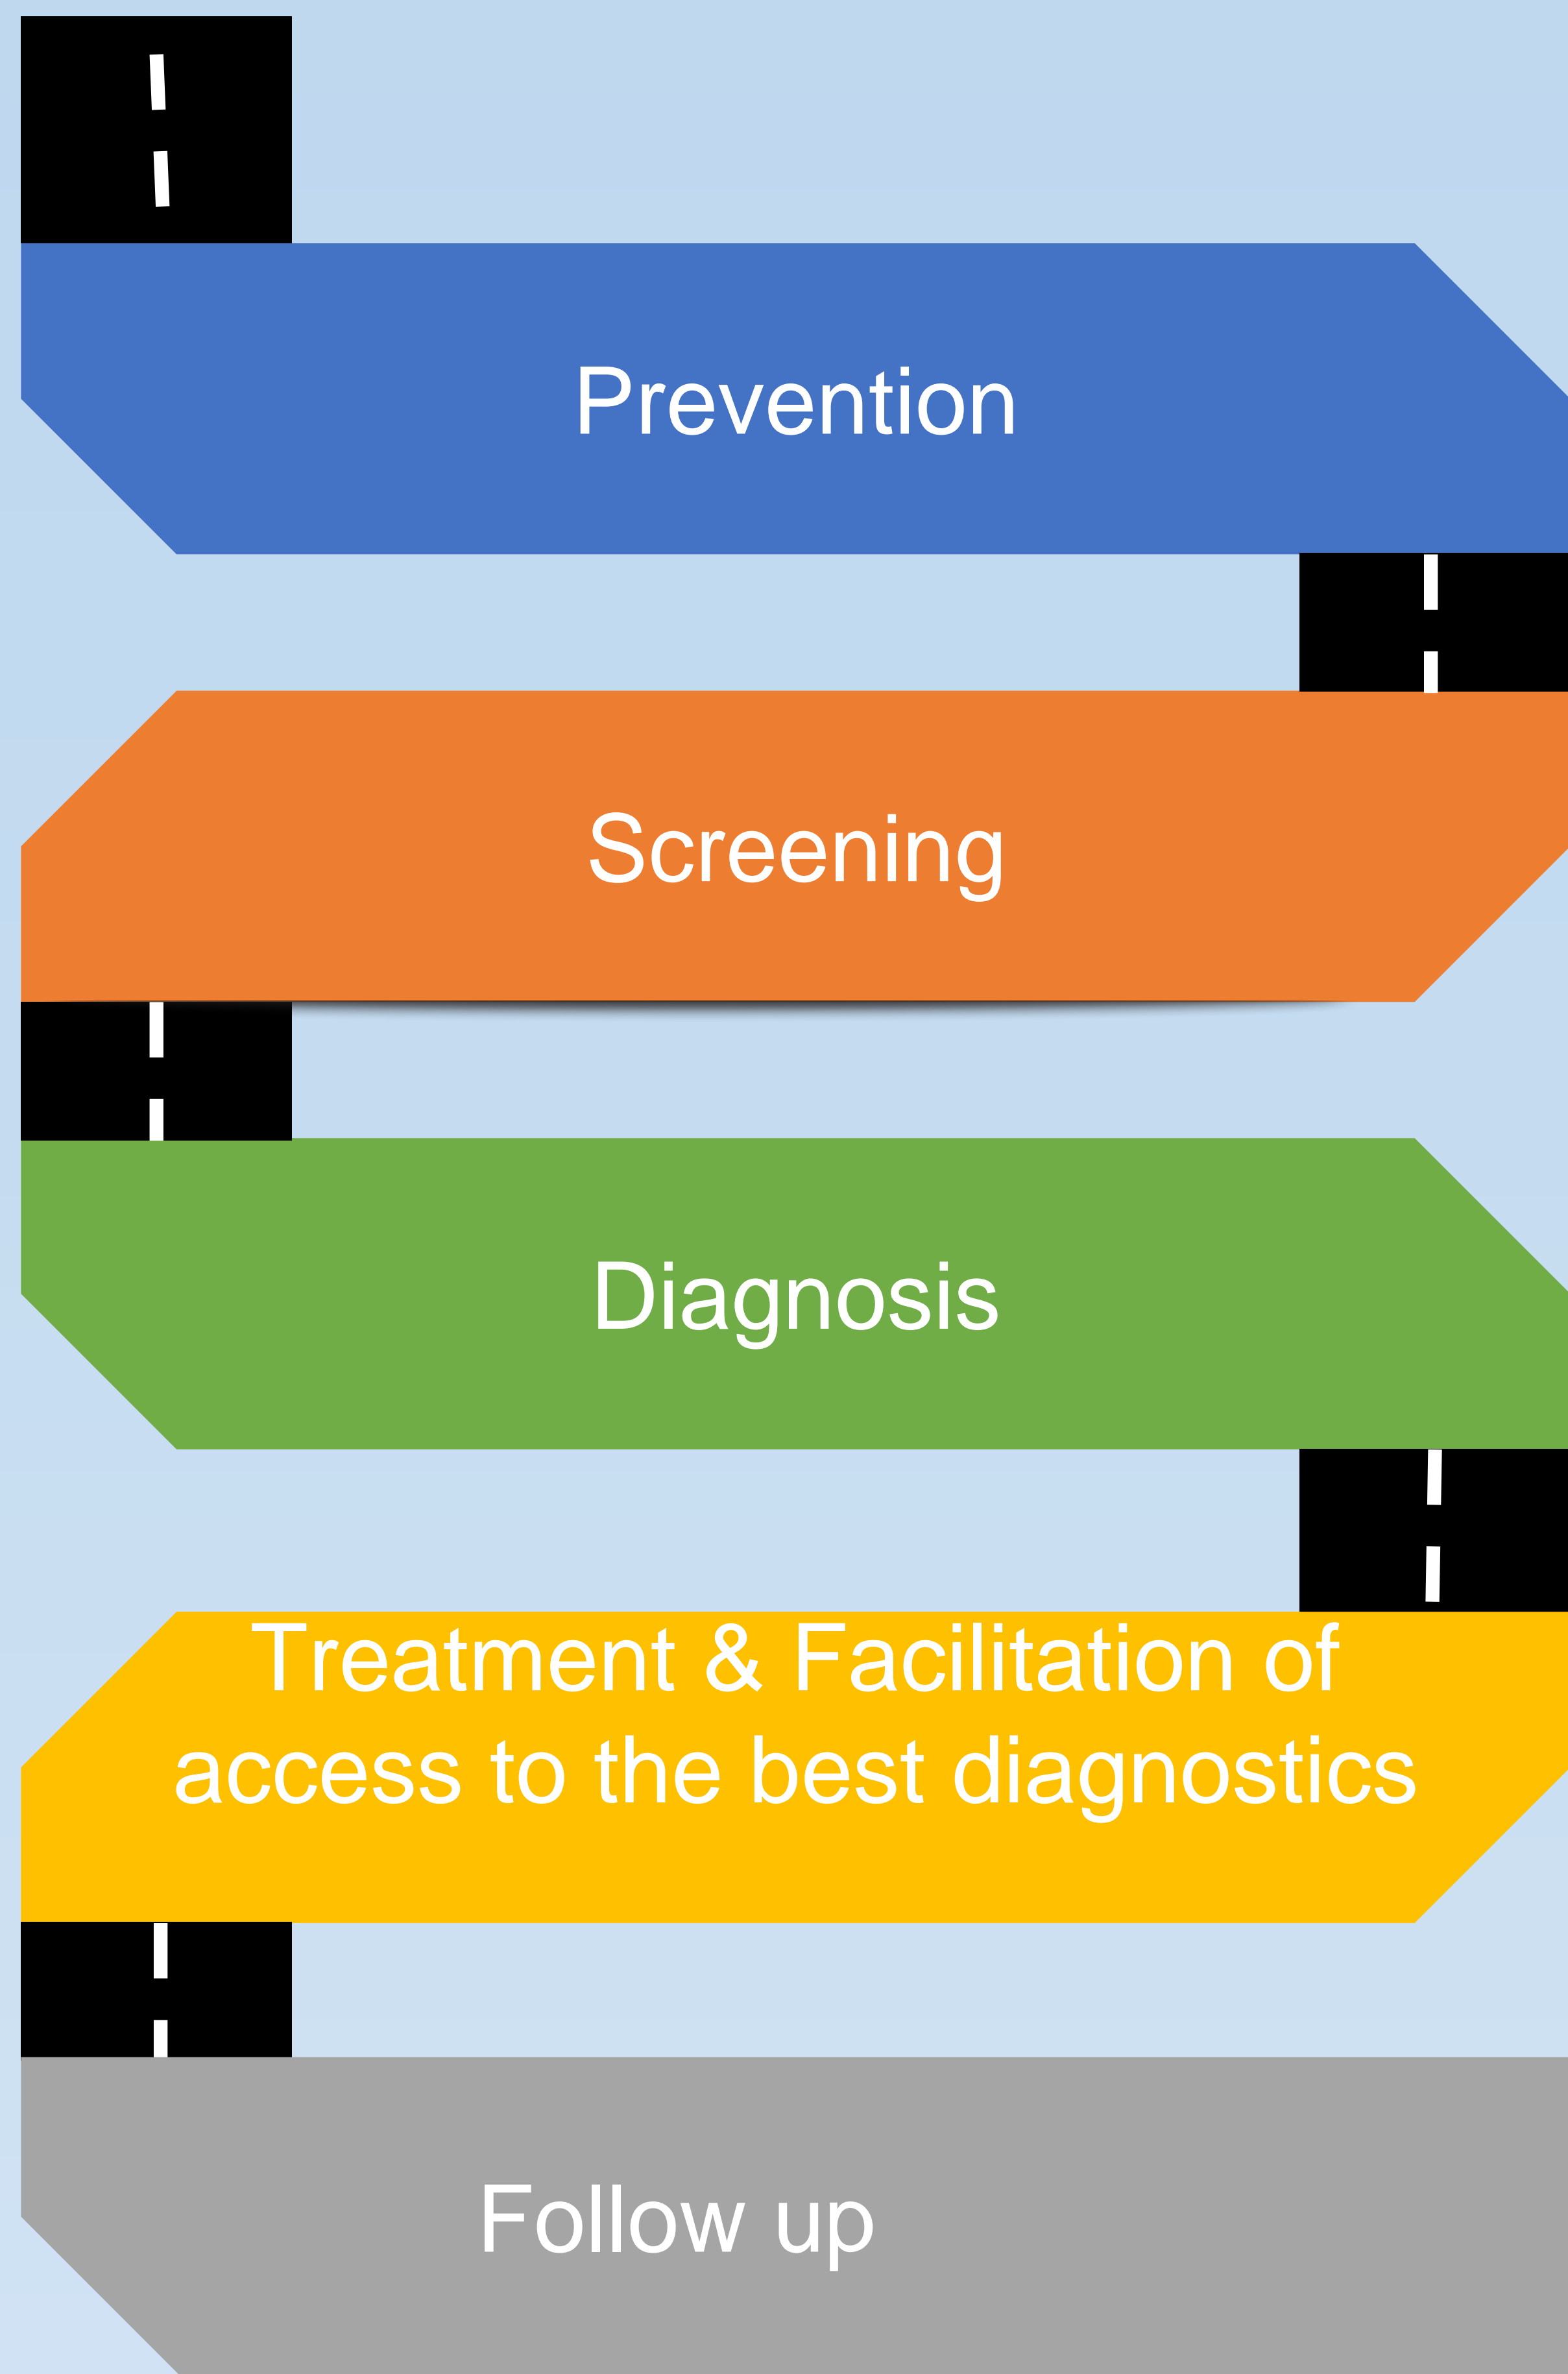 Prevention
Screening
Diagnosis
Treatment & Facilitation of
access to the best diagnostics
Follow up